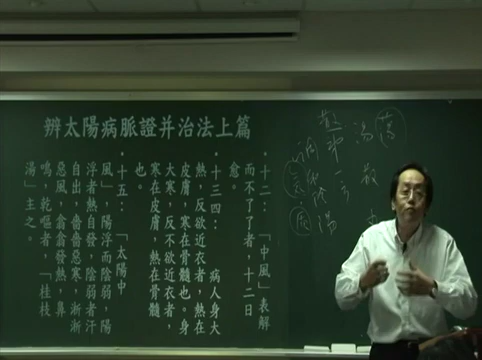 辨太陽病脈證并治法上篇
・十二：「中風」表解
而不了了者，十二日
愈。
・十三四：　病人身大
熱，反欲近衣者，熱在
皮膚，寒在骨髓也。身
大寒，反不欲近衣者，
寒在皮膚，熱在骨髓
也。
・十五：「太陽中
風」，陽浮而陰弱，陽
浮者熱自發，陰弱者汗
自出，嗇嗇惡寒，淅淅
惡風，翕翕發熱，鼻
鳴，乾嘔者，「桂枝
湯」主之。
蕩
湯 散